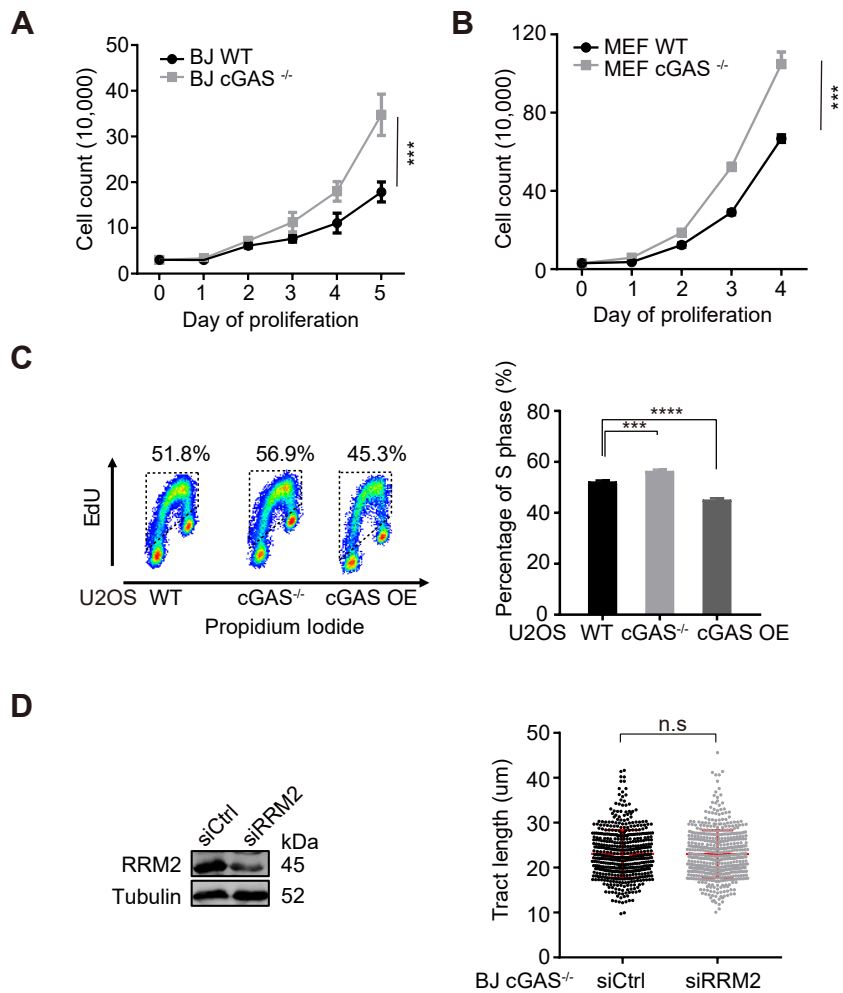 A
Cell count (10,000)
50
40
30
20
10
0
BJ WT
BJ cGAS -/-
***
0 1 2 3 4 5
Day of proliferation
B
Cell count (10,000)
120
80
40
0
MEF WT
MEF cGAS -/-
***
0 1 2 3 4
Day of proliferation
C
51.8% 56.9% 45.3%
EdU
U2OS WT cGAS-/- cGAS OE
Propidium Iodide
Percentage of S phase (%)
80
60
40
20
0
****
***
U2OS WT cGAS-/- cGAS OE
D
siCtrl siRRM2
kDa
RRM2 45
Tubulin 52
Tract length (um)
50
40
30
20
10
0
n.s
BJ cGAS-/- siCtrl siRRM2